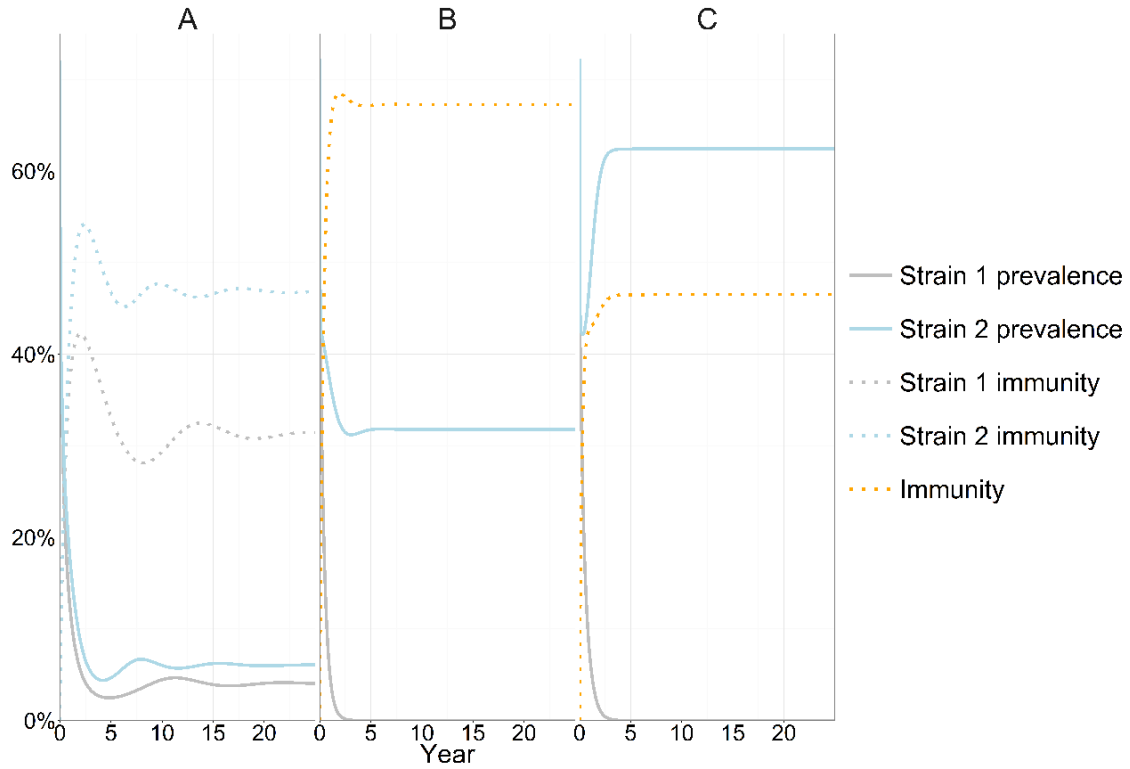 A B C
60%
40%
20%
0%
0 5 10 15 20 0 5 10 15 20 0 5 10 15 20
Year
Strain 1 prevalence
Strain 2 prevalence
Strain 1 immunity
Strain 2 immunity
Immunity